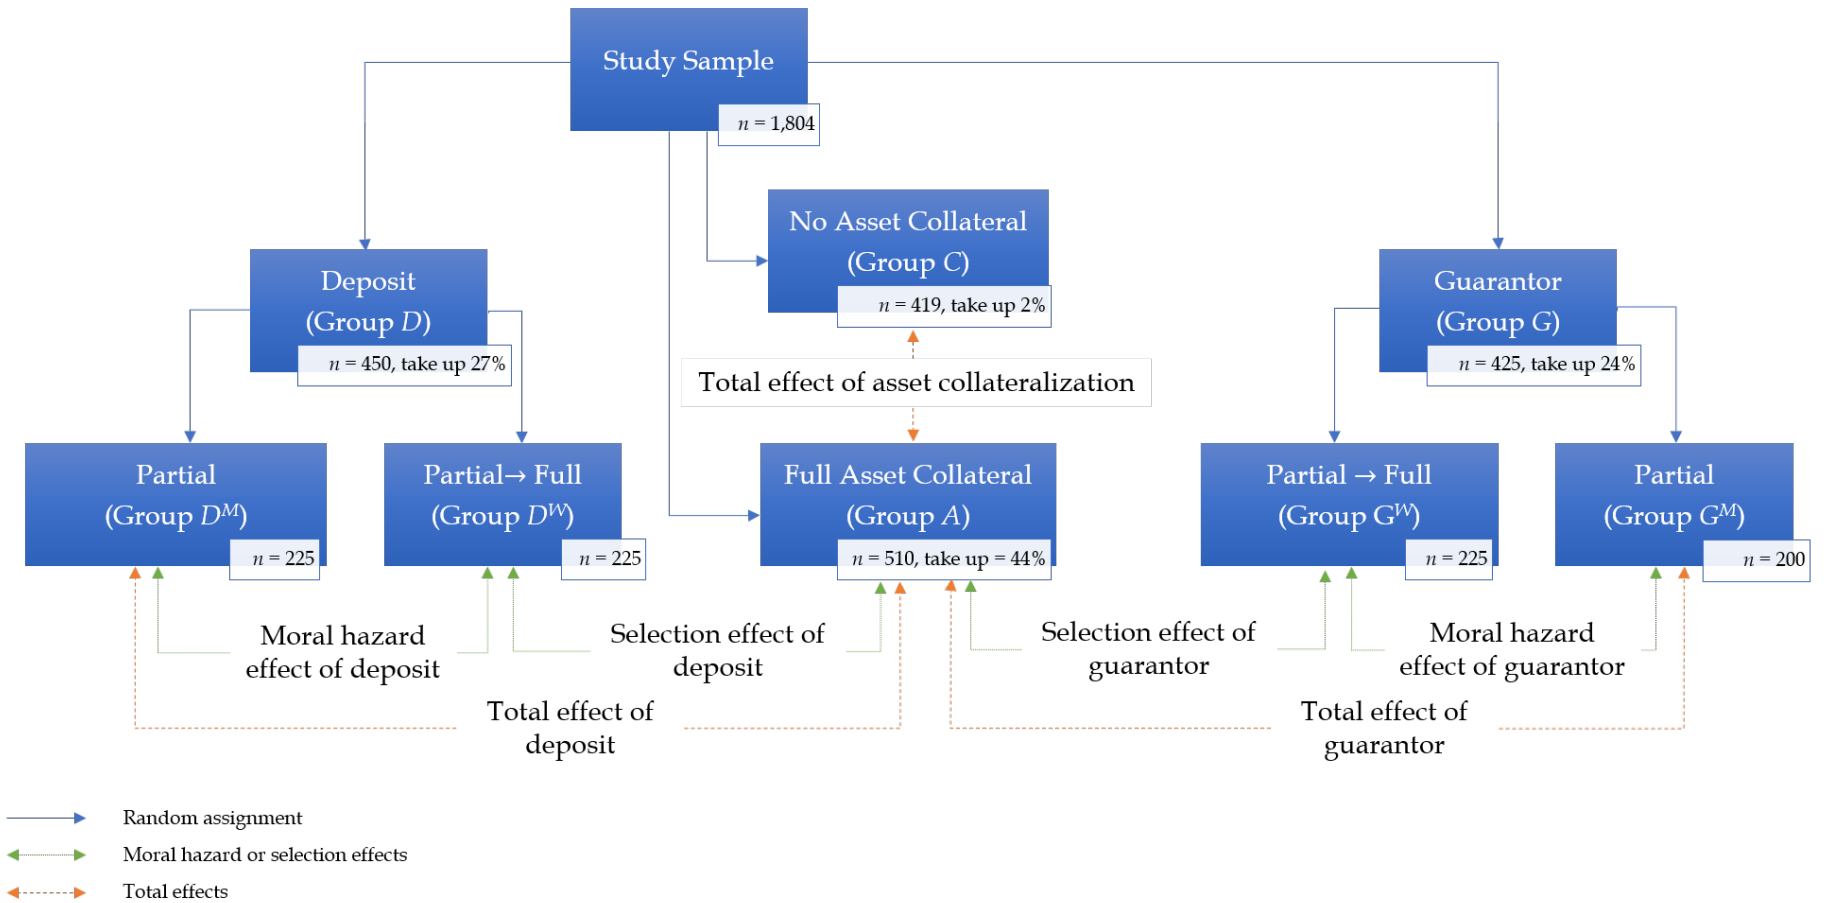 Study Sample
n = 1,804
No Asset Collateral
(Group C)
n = 419, take up 2%
Deposit
(Group D)
n = 450, take up 27%
Guarantor
(Group G)
n = 425, take up 24%
Total effect of asset collateralization
Partial
(Group Dᴹ)
n = 225
Partial→ Full
(Group Dᵂ)
n = 225
Full Asset Collateral
(Group A)
n = 510, take up = 44%
Partial → Full
(Group Gᵂ)
n = 225
Partial
(Group Gᴹ)
n = 200
Moral hazard
effect of deposit
Selection effect of
deposit
Selection effect of
guarantor
Moral hazard
effect of guarantor
Total effect of
deposit
Total effect of
guarantor
Random assignment
Moral hazard or selection effects
Total effects